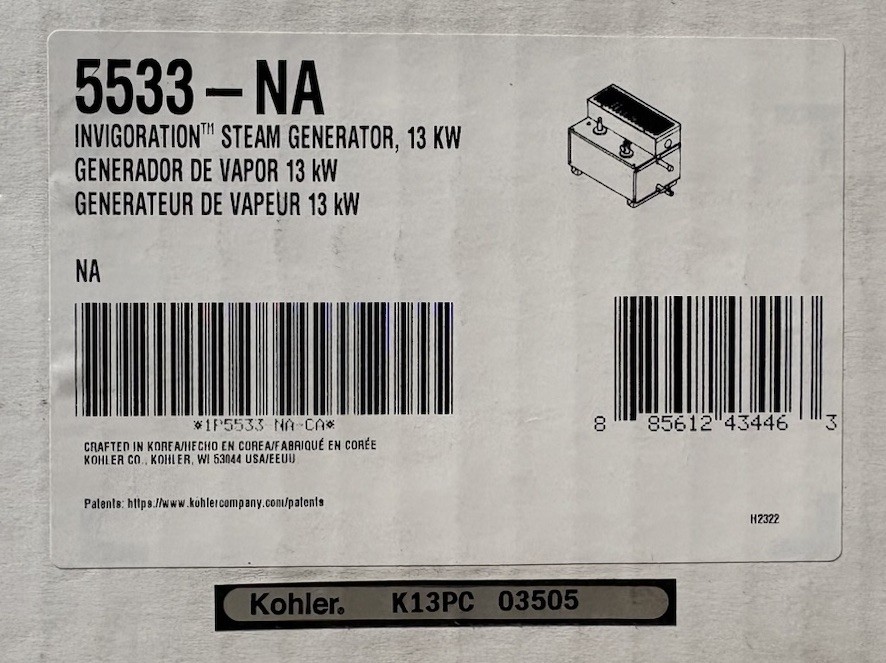 5533-NA
INVIGORATION™ STEAM GENERATOR, 13 KW
GENERADOR DE VAPOR 13 kW
GENERATEUR DE VAPEUR 13 kW
NA
*1P5533-NA-CA*
8 85612 43446 3
CRAFTED IN KOREA/HECHO EN COREA/FABRIQUÉ EN CORÉE
KOHLER CO., KOHLER, WI 53044 USA/EEUU
Patents: https://www.kohlercompany.com/patents
H2322
Kohler. K13PC 03505